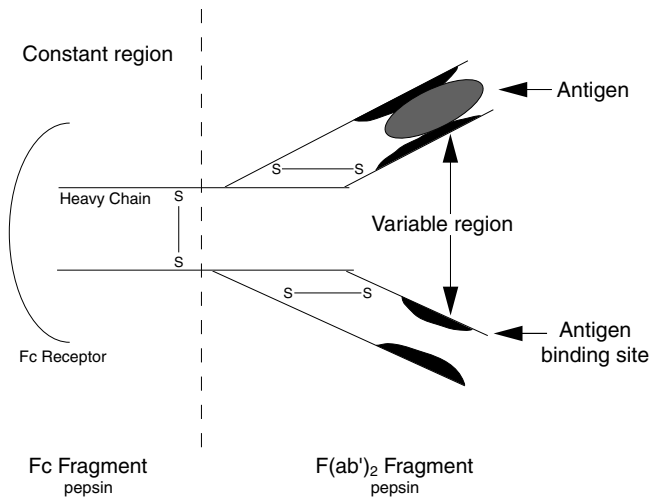 Constant region
Antigen
S S
Heavy Chain
S
Variable region
S
S S
Antigen
binding site
Fc Receptor
Fc Fragment
pepsin
F(ab')₂ Fragment
pepsin